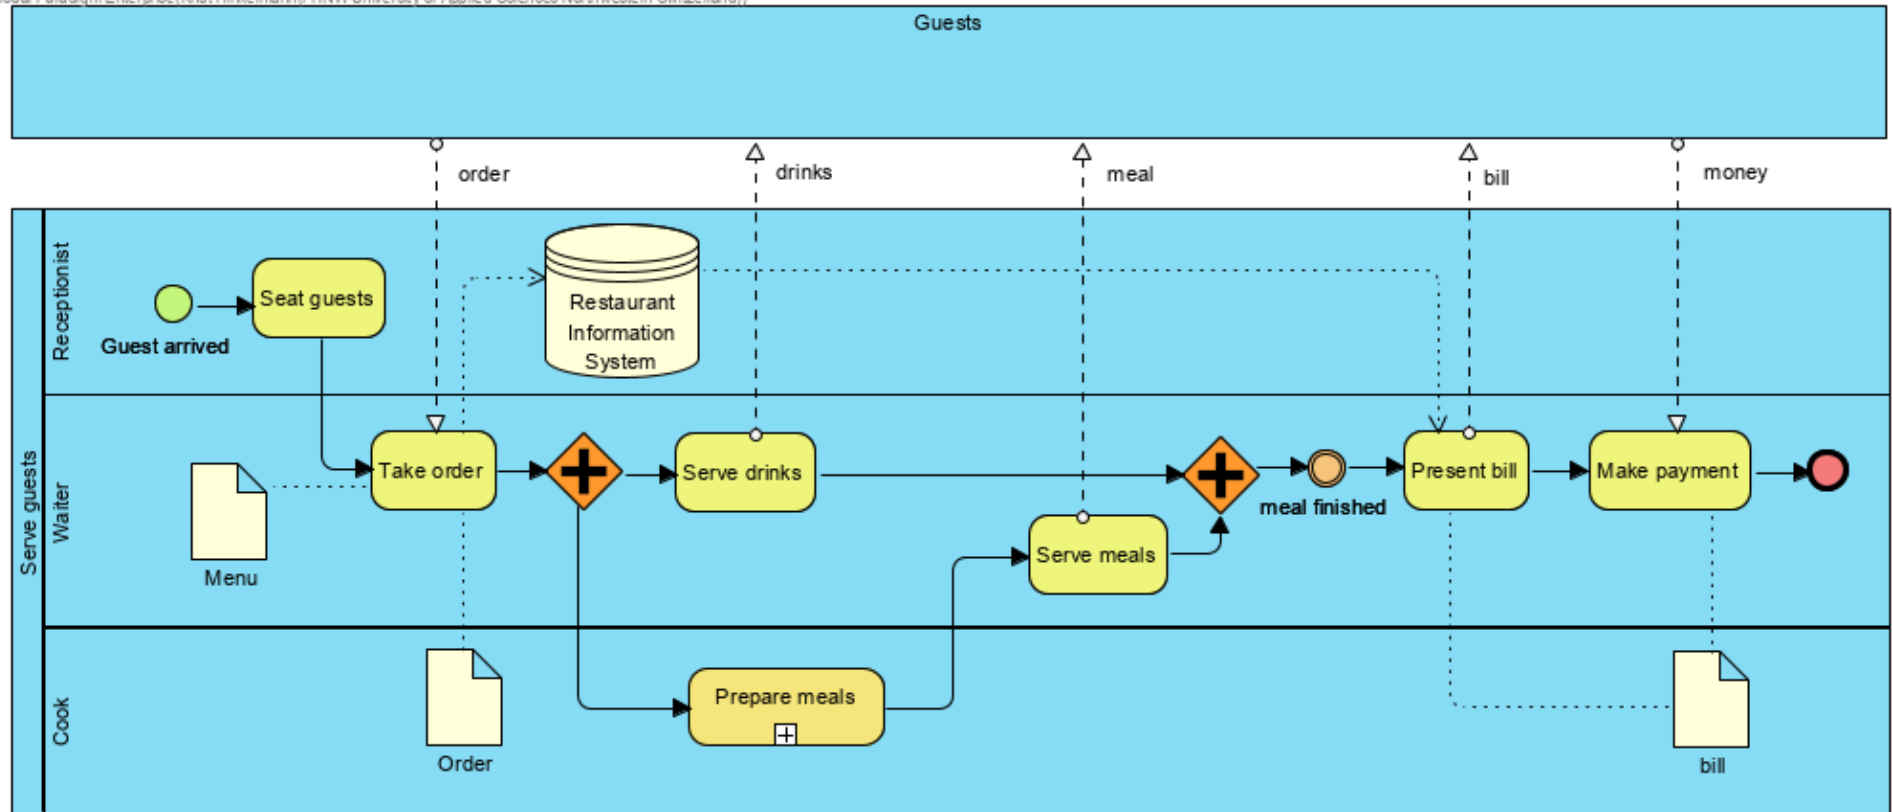 Guests
order
drinks
meal
bill
money
Serve guests
Receptionist
Guest arrived
Seat guests
Restaurant
Information
System
Waiter
Menu
Take order
Serve drinks
Serve meals
meal finished
Present bill
Make payment
Cook
Order
Prepare meals
bill